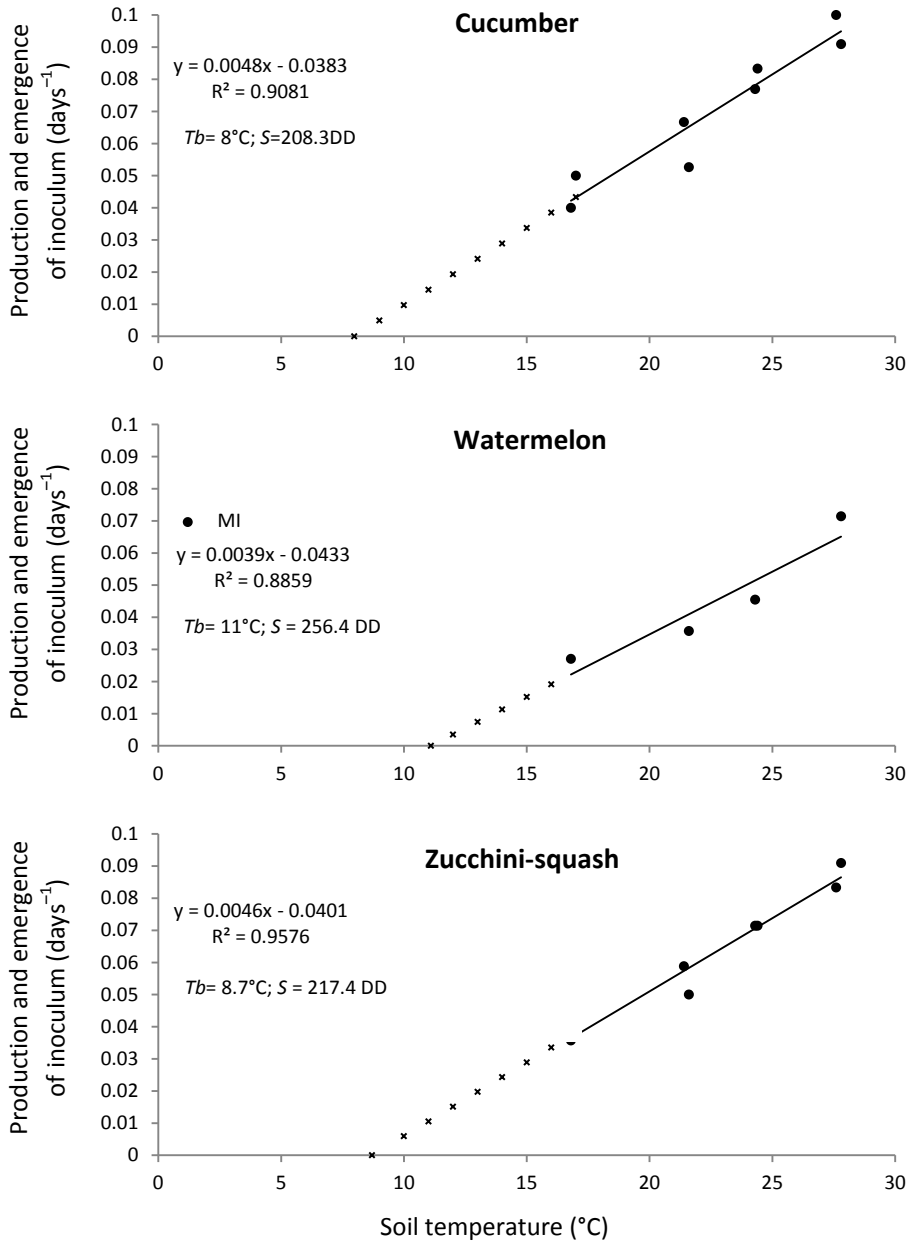 Cucumber
Production and emergence
of inoculum (days⁻¹)
0.1
0.09
0.08
0.07
0.06
0.05
0.04
0.03
0.02
0.01
0
y = 0.0048x - 0.0383
R² = 0.9081
Tb= 8°C; S=208.3DD
0 5 10 15 20 25 30
Watermelon
Production and emergence
of inoculum (days⁻¹)
0.1
0.09
0.08
0.07
0.06
0.05
0.04
0.03
0.02
0.01
0
MI
y = 0.0039x - 0.0433
R² = 0.8859
Tb= 11°C; S = 256.4 DD
0 5 10 15 20 25 30
Zucchini-squash
Production and emergence
of inoculum (days⁻¹)
0.1
0.09
0.08
0.07
0.06
0.05
0.04
0.03
0.02
0.01
0
y = 0.0046x - 0.0401
R² = 0.9576
Tb= 8.7°C; S = 217.4 DD
0 5 10 15 20 25 30
Soil temperature (°C)